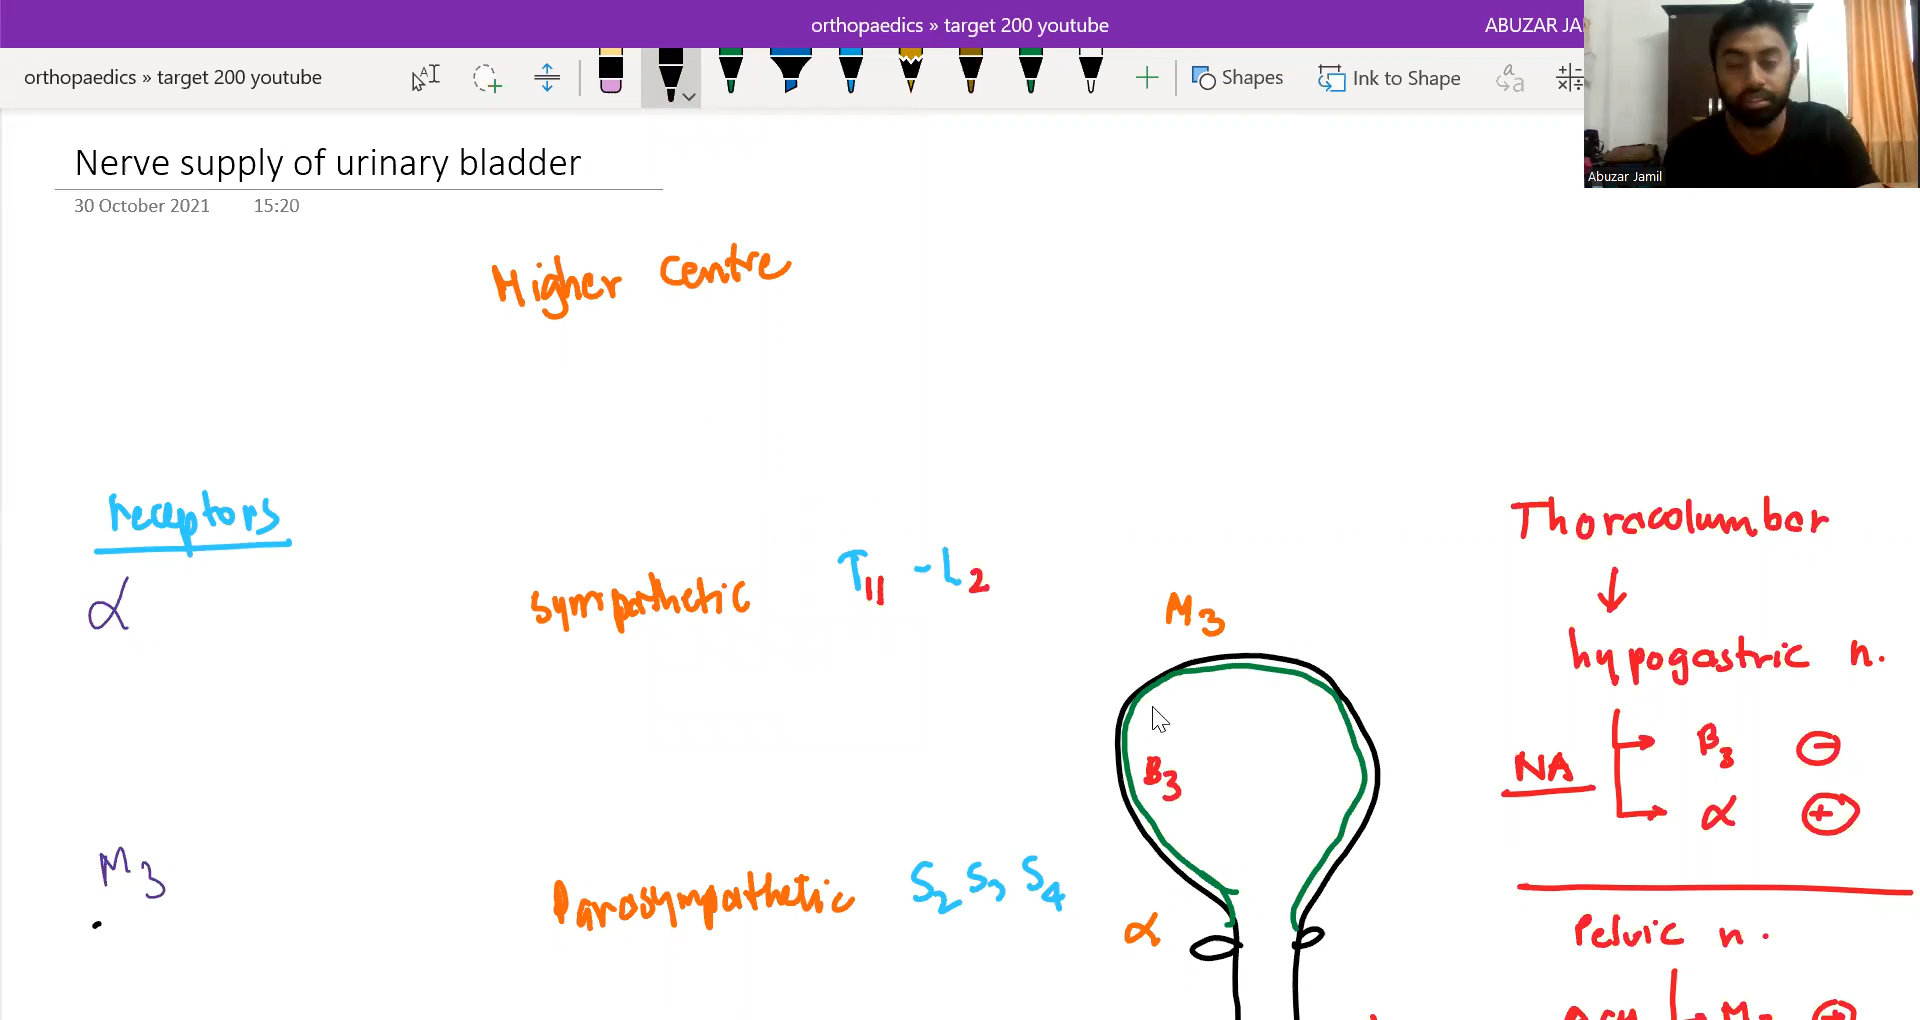 orthopaedics » target 200 youtube
ABUZAR JA
orthopaedics » target 200 youtube
Shapes
Ink to Shape
Abuzar Jamil
Nerve supply of urinary bladder
30 October 2021 15:20
Higher Centre
receptors
α
M3
sympathetic T11 - L2
Parasympathetic S2 S3 S4
M3
B3
α
Thoracolumbar
↓
hypogastric n.
NA
B3 ⊖
α ⊕
Pelvic n.